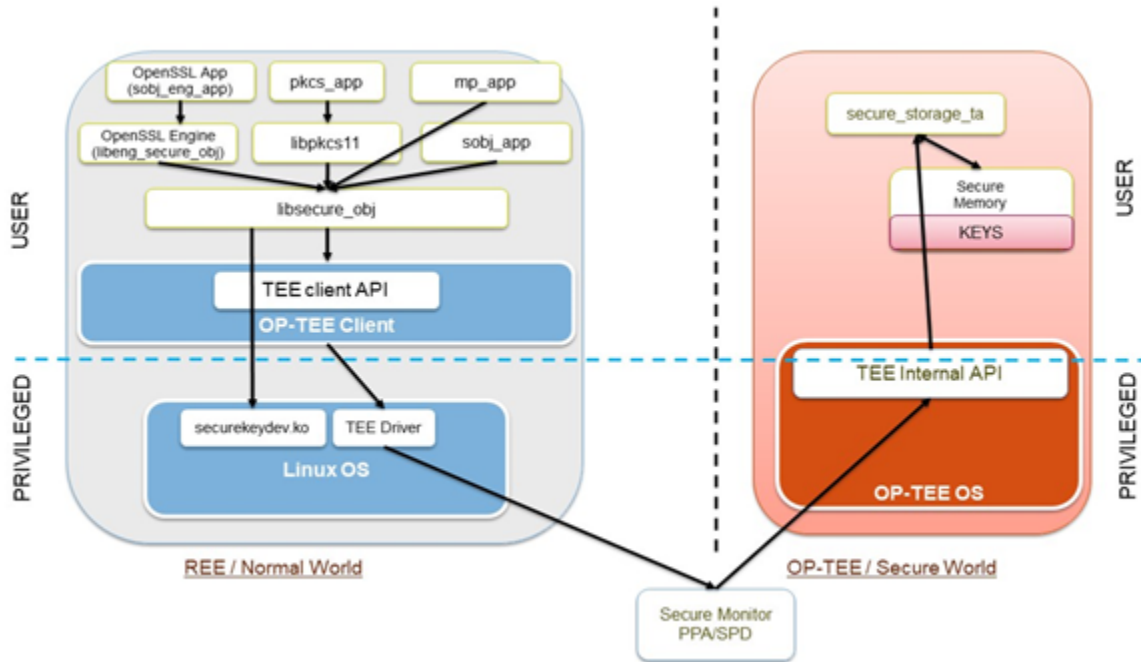 OpenSSL App
(sobj_eng_app)
pkcs_app
mp_app
OpenSSL Engine
(libeng_secure_obj)
libpkcs11
sobj_app
libsecure_obj
USER
TEE client API
OP-TEE Client
PRIVILEGED
securekeydev.ko
TEE Driver
Linux OS
REE / Normal World
secure_storage_ta
Secure
Memory
KEYS
USER
TEE Internal API
OP-TEE OS
PRIVILEGED
OP-TEE / Secure World
Secure Monitor
PPA/SPD